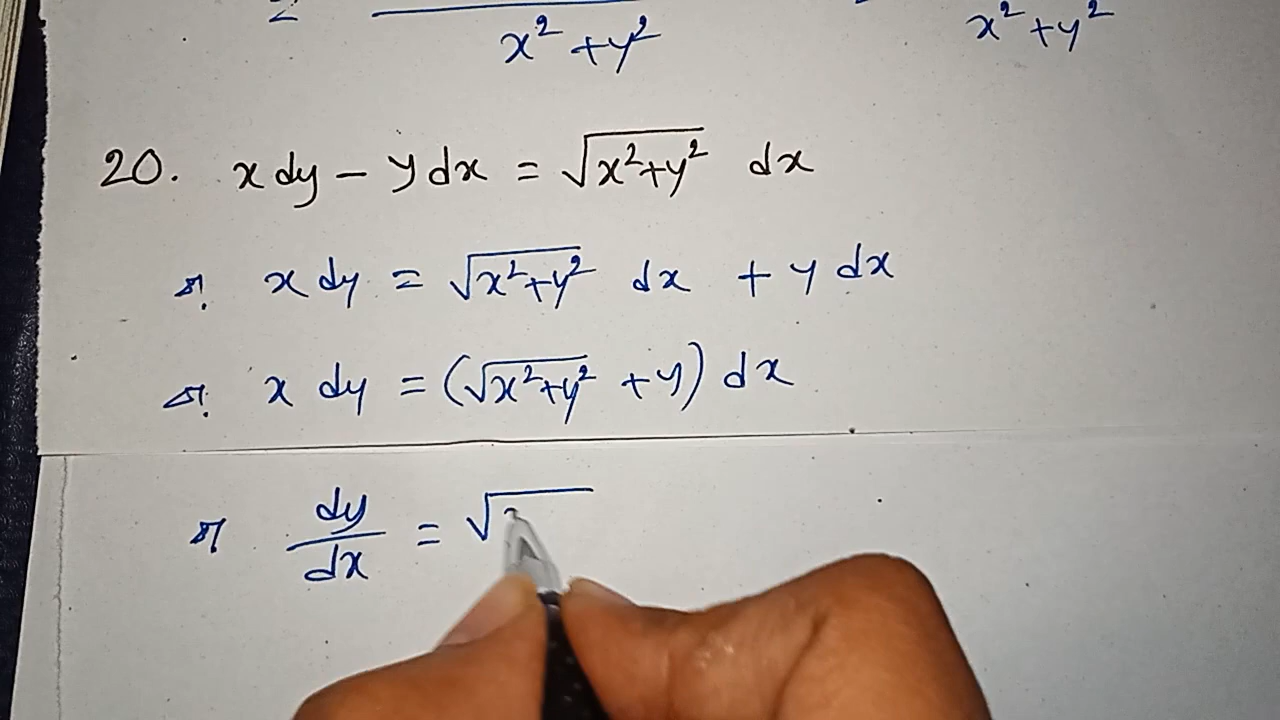 x² + y² x² + y²
20. x dy − y dx = √x²+y² dx
বা, x dy = √x²+y² dx + y dx
বা, x dy = (√x²+y² + y) dx
বা dy/dx = √